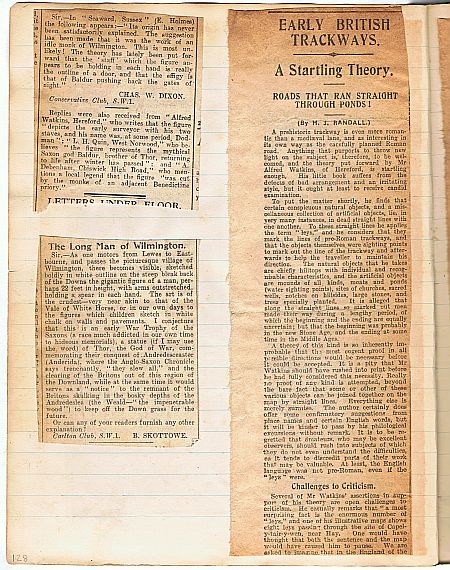 Sir,—In "Seaward, Sussex" (E. Holmes)
the following appears:—"Its origin has never
been satisfactorily explained. The suggestion
has been made that it was the work of an
idle monk of Wilmington. This is most un-
likely! The theory has lately been put for-
ward that the 'staff' which the figure
pears to be holding in each hand is really
the outline of a door, and that the effigy is
that of Baldur pushing back the gates of
night."
CHAS. W. DIXON.
Conservative Club, S.W.1.
Replies were also received from "Alfred
Watkins, Hereford," who writes that the figure
"depicts the early surveyor with his two
staves, and his name was, at some period, Dod-
man"; "L. H. Quin, West Norwood," who be-
lieves "the figure represents the mythical
Saxon god Baldur, brother of Thor, returning
to life after winter has passed"; and "A.
Debenham, Chiswick High Road," who men-
tions a local legend that the figure "was cut
by the monks of an adjacent Benedictine
priory."
LETTERS UNDER FLOOR.
The Long Man of Wilmington.
Sir,—As one motors from Lewes to East-
bourne, and passes the picturesque village of
Wilmington, there becomes visible, sketched
boldly in white outline on the steep bleak back
of the Downs the gigantic figure of a man, per-
haps 22 feet in height, with arms outstretched,
holding a spear in each hand. The art is of
the crudest—very near akin to that of the
Vale of White Horse, or in our own days to
the figures which children sketch in white
chalk on walls and pavements. I conjecture
that this is an early War Trophy of the
Saxons (a race much addicted in our own time
to hideous memorials), a statue (if I may use
the word) of Thor, the God of War, com-
memorating their conquest of Andredesceaster
(Anderida), where the Anglo-Saxon Chronicle
says trenchantly, "they slew all," and the
clearing of the Britons out of this region of
the Downland, while at the same time it would
serve as a "notice" to the remnant of the
Britons skulking in the bosky depths of the
Andredeslea (the Weald—"the impenetrable
wood") to keep off the Down grass for the
future.
Or can any of your readers furnish any other
explanation?
Carlton Club, S.W.1. B. SKOTTOWE.
128
EARLY BRITISH
TRACKWAYS.
A Startling Theory.
ROADS THAT RAN STRAIGHT
THROUGH PONDS!
(By H. J. RANDALL.)
A prehistoric trackway is even more roman-
tic than a mediæval lane, and as interesting in
its own way as the carefully planned Roman
road. Anything that purports to throw new
light on the subject is, therefore, to be wel-
comed, and the theory put forward by Mr
Alfred Watkins, of Hereford, is startling
enough. His little book suffers from the
defects of bad arrangement and an irritating
style, but it ought at least to receive candid
examination.
To put the matter shortly, he finds that
certain conspicuous natural objects, and a mis-
cellaneous collection of artificial objects, lie, in
very many instances, in dead straight lines with
one another. To these straight lines he applies
the term "leys," and he considers that they
mark the lines of pre-Roman trackways, and
that the objects themselves were sighting points
to mark out the line of the trackway and after-
wards to help the traveller to maintain his
direction. The natural objects that he takes
are chiefly hilltops with individual and recog-
nisable characteristics, and the artificial objects
are mounds of all kinds, moats and ponds
(water sighting points), sites of churches, sacred
wells, notches on hillsides, large stones, and
trees specially planted. It is alleged that
along the straight lines so marked out men
made their way during a lengthy period, of
which the beginning and the ending are equally
uncertain; but that the beginning was probably
in the new Stone Age, and the ending at some
time in the Middle Ages.
A theory of this kind is so inherently im-
probable that the most cogent proof in all
possible directions would be necessary before
it could be accepted. It is a pity that Mr
Watkins should have rushed into print before
he had fully considered this necessity. Really
no proof of any kind is attempted, beyond
the bare fact that some or other of these
various objects can be joined together on the
map by straight lines. Everything else is
merely surmise. The author certainly does
offer some confirmatory suggestions from
place names and certain English words, but
it will be kinder to pass by his philological
excursions without remark. It is to be re-
gretted that amateurs, who may be excellent
observers, should rush into subjects of which
they do not even understand the difficulties,
as it tends to discredit parts of their work
that may be valuable. At least, the English
language was not pre-Roman, even if the
"leys" were.
Challenges to Criticism.
Several of Mr Watkins' assertions in sup-
port of his theory are open challenges to
criticism. He casually remarks that "a most
surprising fact is the enormous number of
"leys," and one of his illustrative maps shows
eight leys passing through the site of
near Hay. One would have
thought that both the sentence and the map
would have caused him to pause. We are
asked to imagine that in the England of the